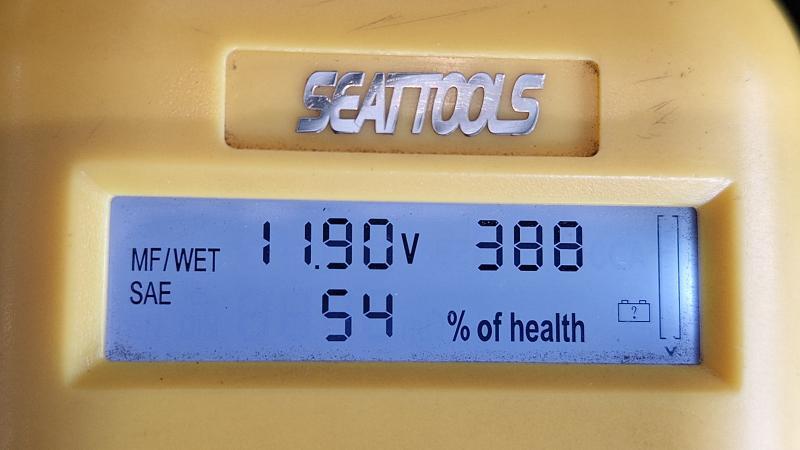 SEATTOOLS
MF/WET 11.90V 388
SAE 54 % of health
?